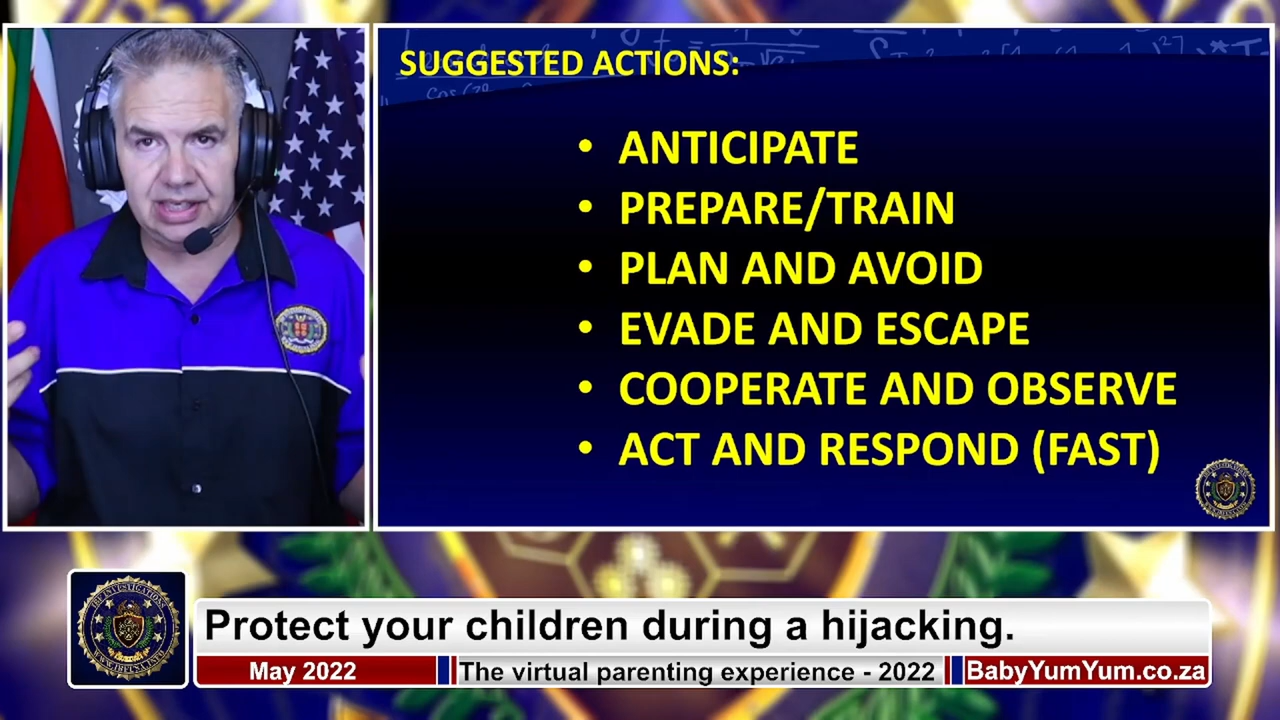 SUGGESTED ACTIONS:
• ANTICIPATE
• PREPARE/TRAIN
• PLAN AND AVOID
• EVADE AND ESCAPE
• COOPERATE AND OBSERVE
• ACT AND RESPOND (FAST)
Protect your children during a hijacking.
May 2022
The virtual parenting experience - 2022
BabyYumYum.co.za